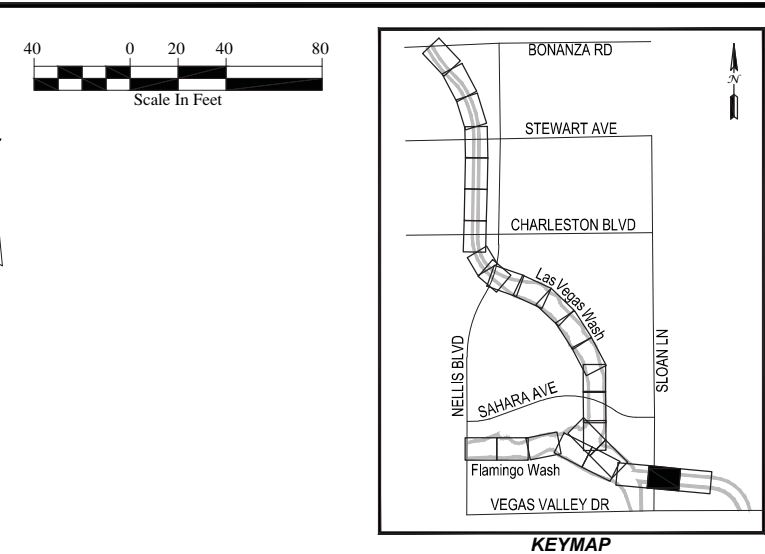 40 0 20 40 80
Scale In Feet
BONANZA RD
N
STEWART AVE
CHARLESTON BLVD
Las Vegas Wash
NELLIS BLVD
SLOAN LN
SAHARA AVE
Flamingo Wash
VEGAS VALLEY DR
KEYMAP